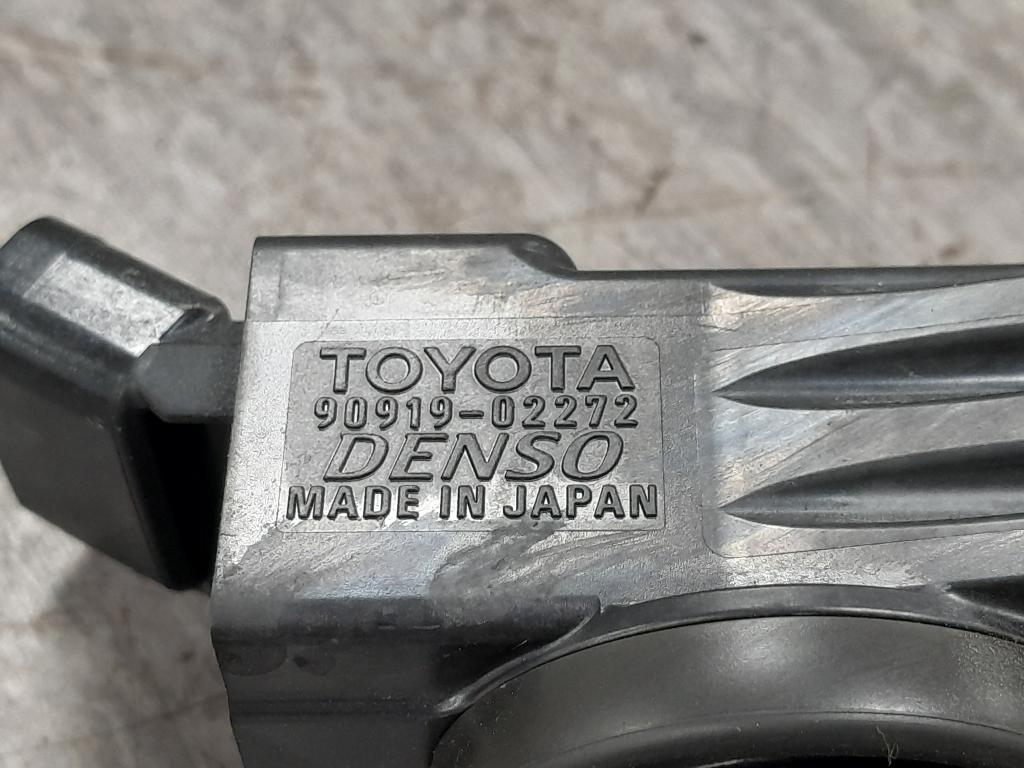 TOYOTA
90919-02272
DENSO
MADE IN JAPAN